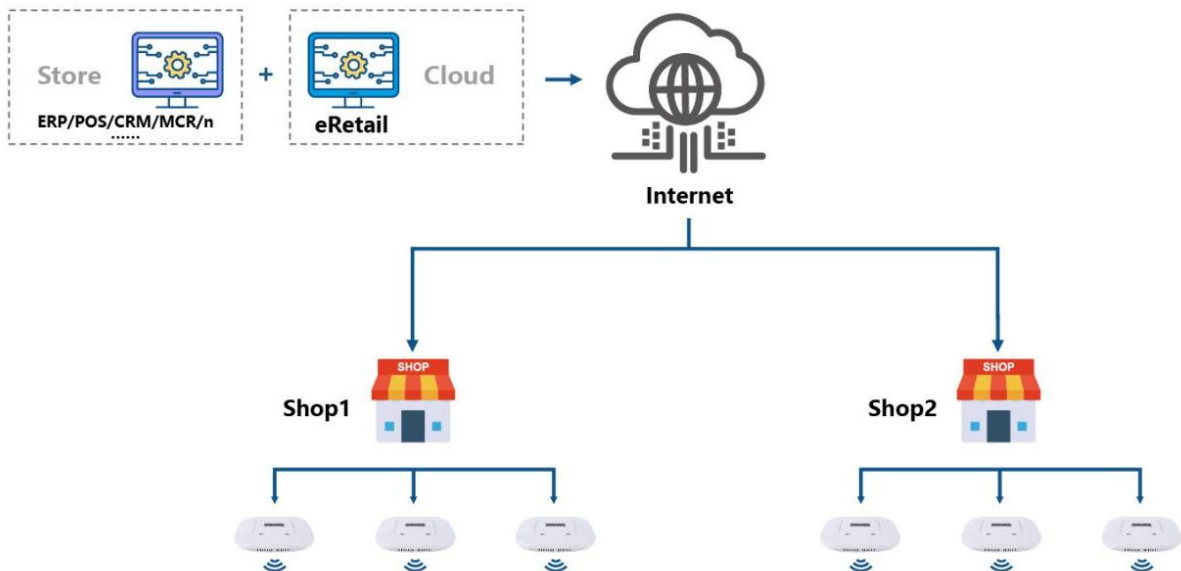 Store
ERP/POS/CRM/MCR/n
......
+
eRetail
Cloud
Internet
SHOP
Shop1
SHOP
Shop2